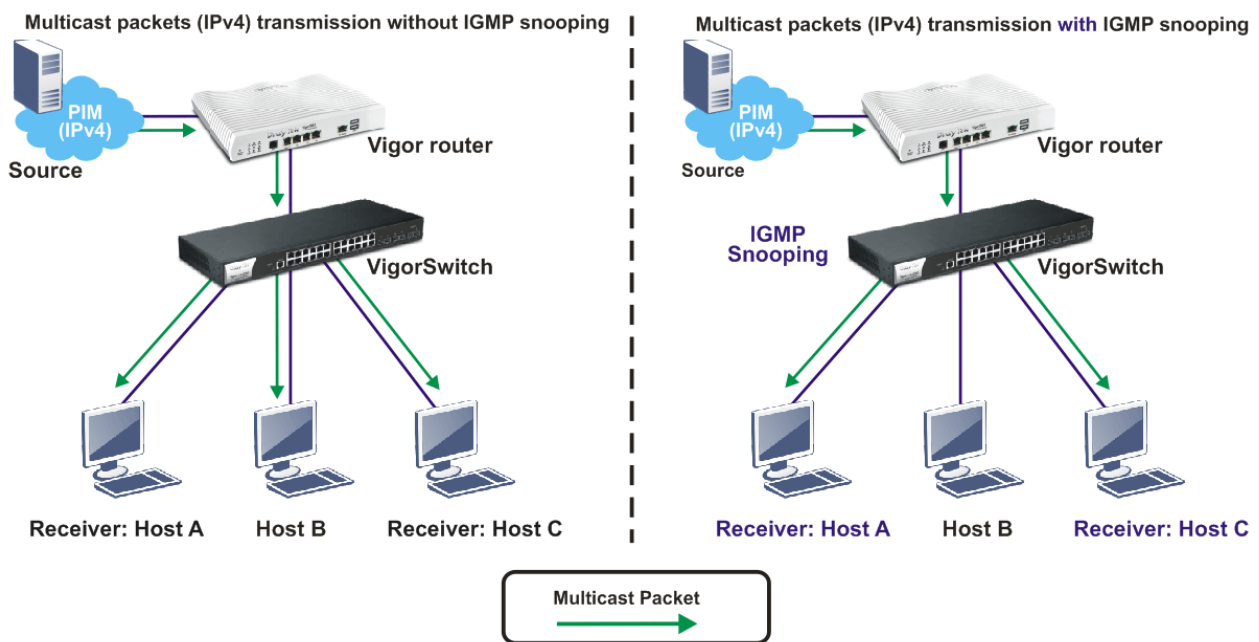 Multicast packets (IPv4) transmission without IGMP snooping
PIM
(IPv4)
Source
Vigor router
VigorSwitch
Receiver: Host A
Host B
Receiver: Host C
Multicast packets (IPv4) transmission with IGMP snooping
PIM
(IPv4)
Source
Vigor router
IGMP
Snooping
VigorSwitch
Receiver: Host A
Host B
Receiver: Host C
Multicast Packet